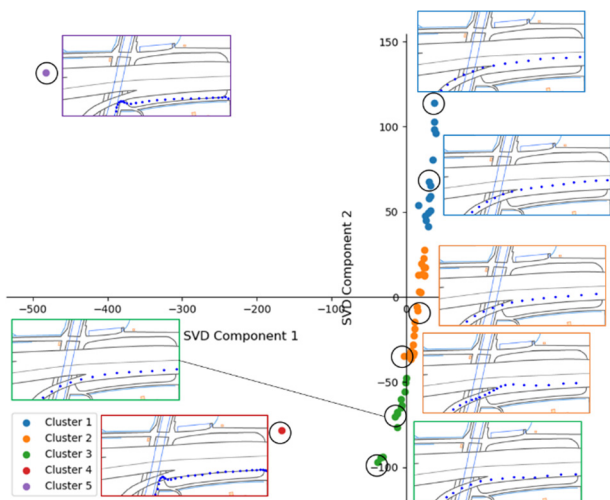 150
100
50
0
−50
−100
SVD Component 2
−500
−400
−300
−200
−100
0
SVD Component 1
Cluster 1
Cluster 2
Cluster 3
Cluster 4
Cluster 5